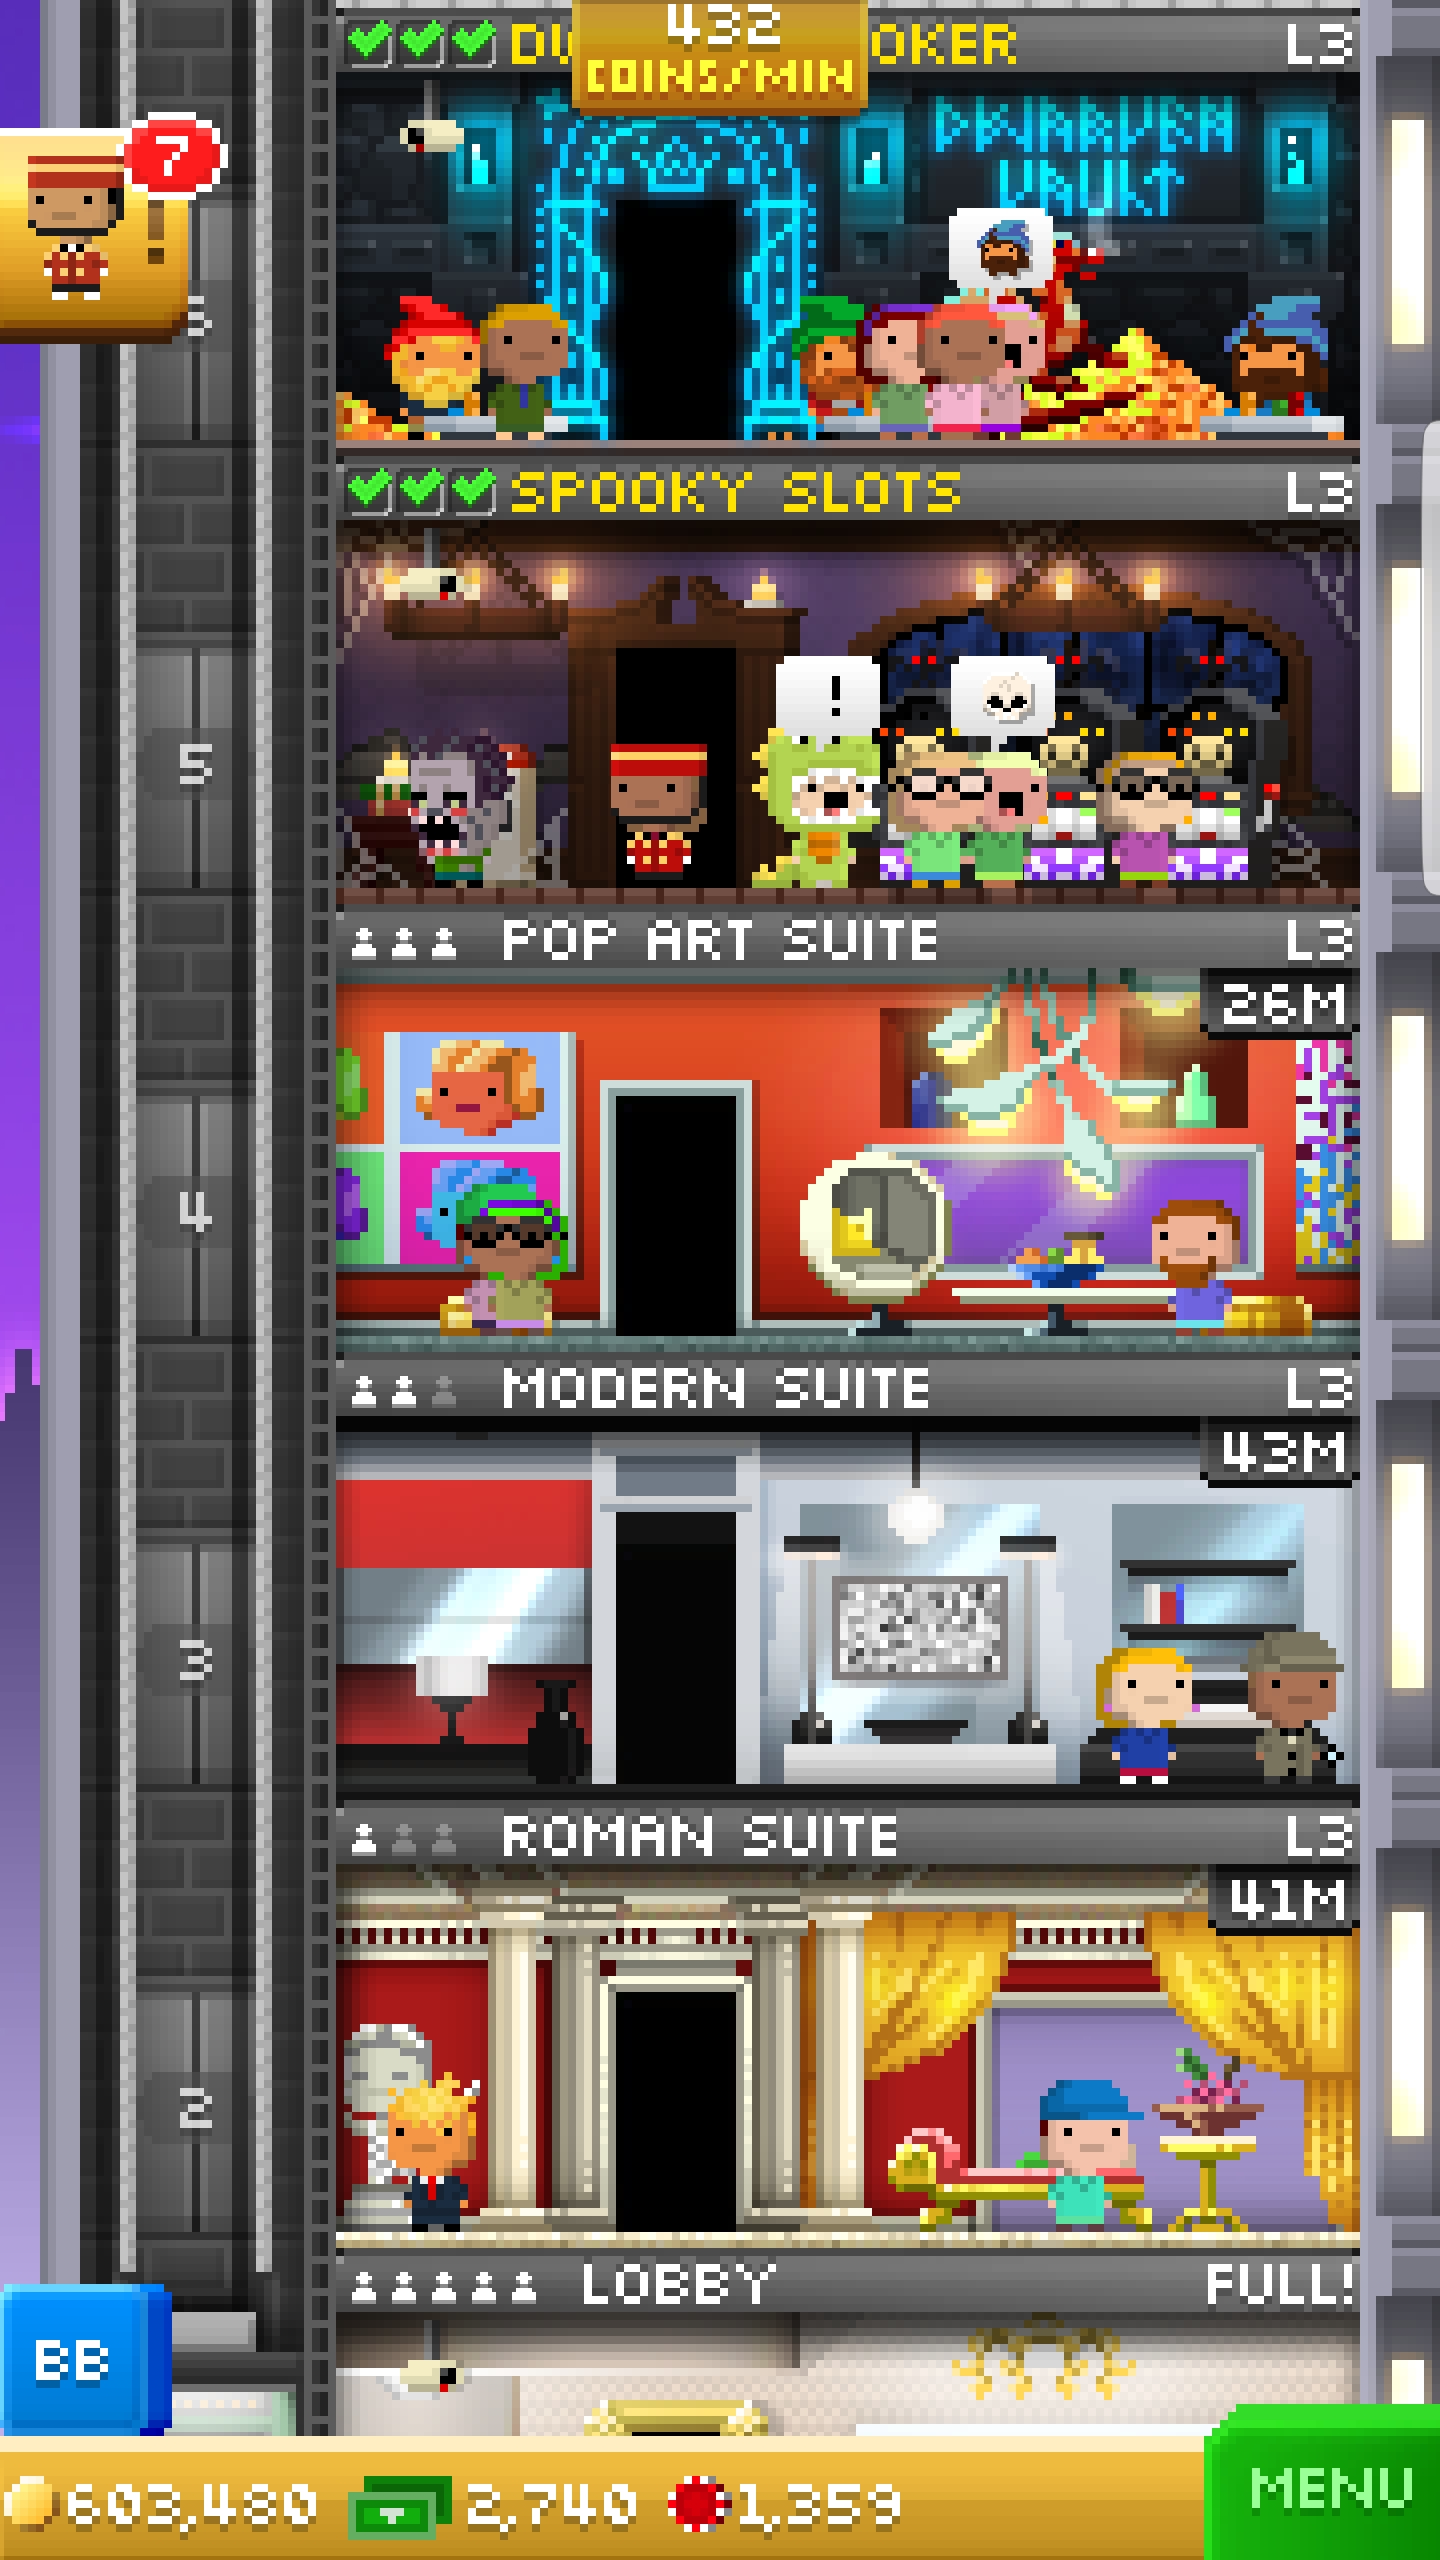 432
COINS/MIN
OKER L3
7
!
DWARVEN
VAULT
SPOOKY SLOTS L3
!
5
POP ART SUITE L3
26M
4
MODERN SUITE L3
43M
3
ROMAN SUITE L3
41M
2
LOBBY FULL!
BB
603,480 2,740 1,359
MENU